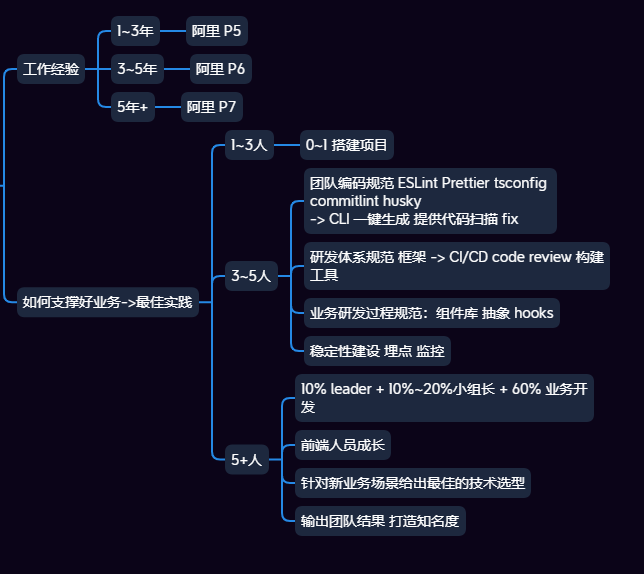 工作经验
1~3年
阿里 P5
3~5年
阿里 P6
5年+
阿里 P7
如何支撑好业务->最佳实践
1~3人
0~1 搭建项目
3~5人
团队编码规范 ESLint Prettier tsconfig
commitlint husky
-> CLI 一键生成 提供代码扫描 fix
研发体系规范 框架 -> CI/CD code review 构建
工具
业务研发过程规范：组件库 抽象 hooks
稳定性建设 埋点 监控
5+人
10% leader + 10%~20%小组长 + 60% 业务开
发
前端人员成长
针对新业务场景给出最佳的技术选型
输出团队结果 打造知名度